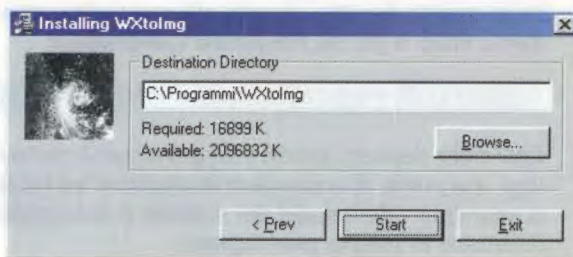 Installing WXtoImg
Destination Directory
C:\Programmi\WXtoImg
Required: 16899 K
Available: 2096832 K
Browse...
< Prev
Start
Exit